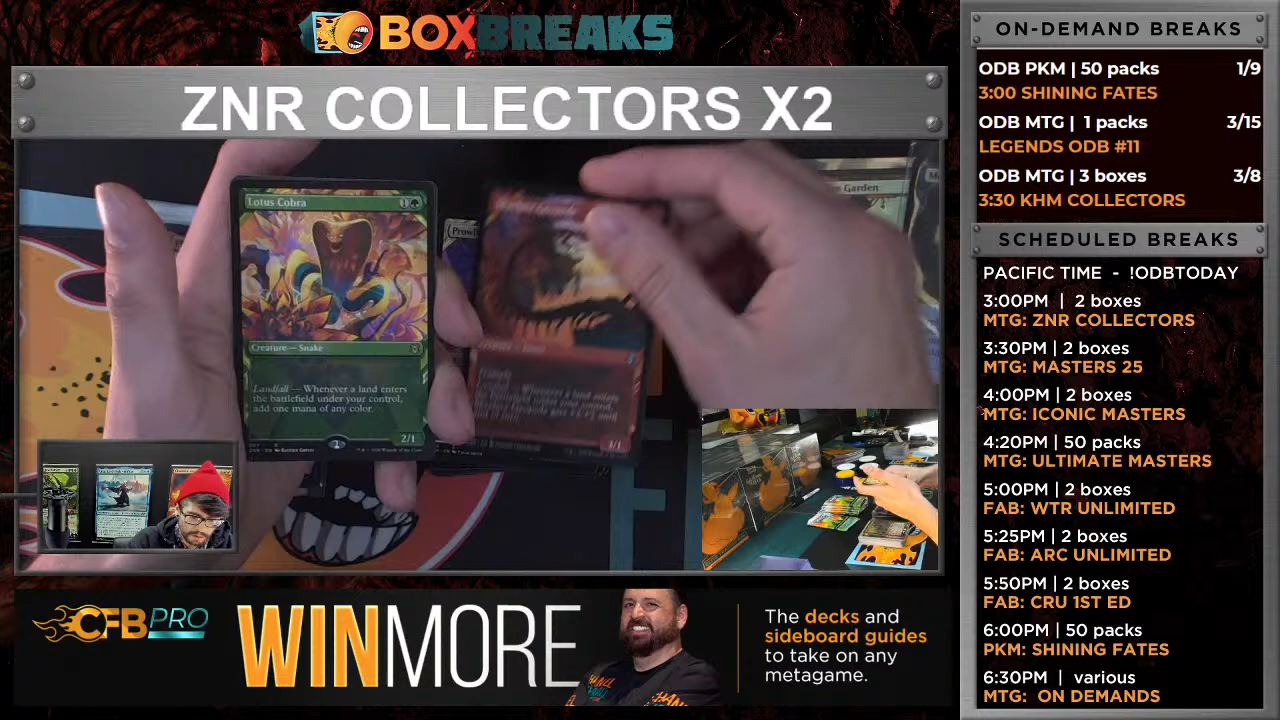 BOXBREAKS
ZNR COLLECTORS X2
Lotus Cobra
Creature — Snake
Landfall — Whenever a land enters
the battlefield under your control,
add one mana of any color.
2/1
Garden
CFBPRO
WINMORE
The decks and
sideboard guides
to take on any
metagame.
ON-DEMAND BREAKS
ODB PKM | 50 packs 1/9
3:00 SHINING FATES
ODB MTG | 1 packs 3/15
LEGENDS ODB #11
ODB MTG | 3 boxes 3/8
3:30 KHM COLLECTORS
SCHEDULED BREAKS
PACIFIC TIME - !ODBTODAY
3:00PM | 2 boxes
MTG: ZNR COLLECTORS
3:30PM | 2 boxes
MTG: MASTERS 25
4:00PM | 2 boxes
MTG: ICONIC MASTERS
4:20PM | 50 packs
MTG: ULTIMATE MASTERS
5:00PM | 2 boxes
FAB: WTR UNLIMITED
5:25PM | 2 boxes
FAB: ARC UNLIMITED
5:50PM | 2 boxes
FAB: CRU 1ST ED
6:00PM | 50 packs
PKM: SHINING FATES
6:30PM | various
MTG: ON DEMANDS